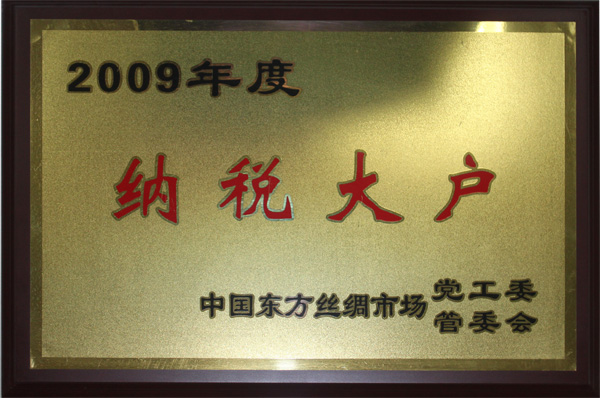 2009年度
纳税大户
中国东方丝绸市场党工委
管委会